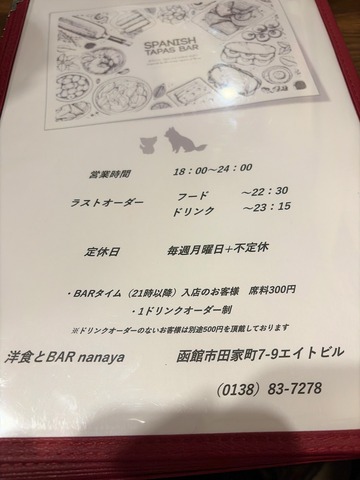 SPANISH
TAPAS BAR
営業時間 18：00～24：00
ラストオーダー フード ～22：30
ドリンク ～23：15
定休日 毎週月曜日+不定休
・BARタイム（21時以降）入店のお客様 席料300円
・1ドリンクオーダー制
※ドリンクオーダーのないお客様は別途500円を頂戴しております
洋食とBAR nanaya 函館市田家町7-9エイトビル
（0138）83-7278